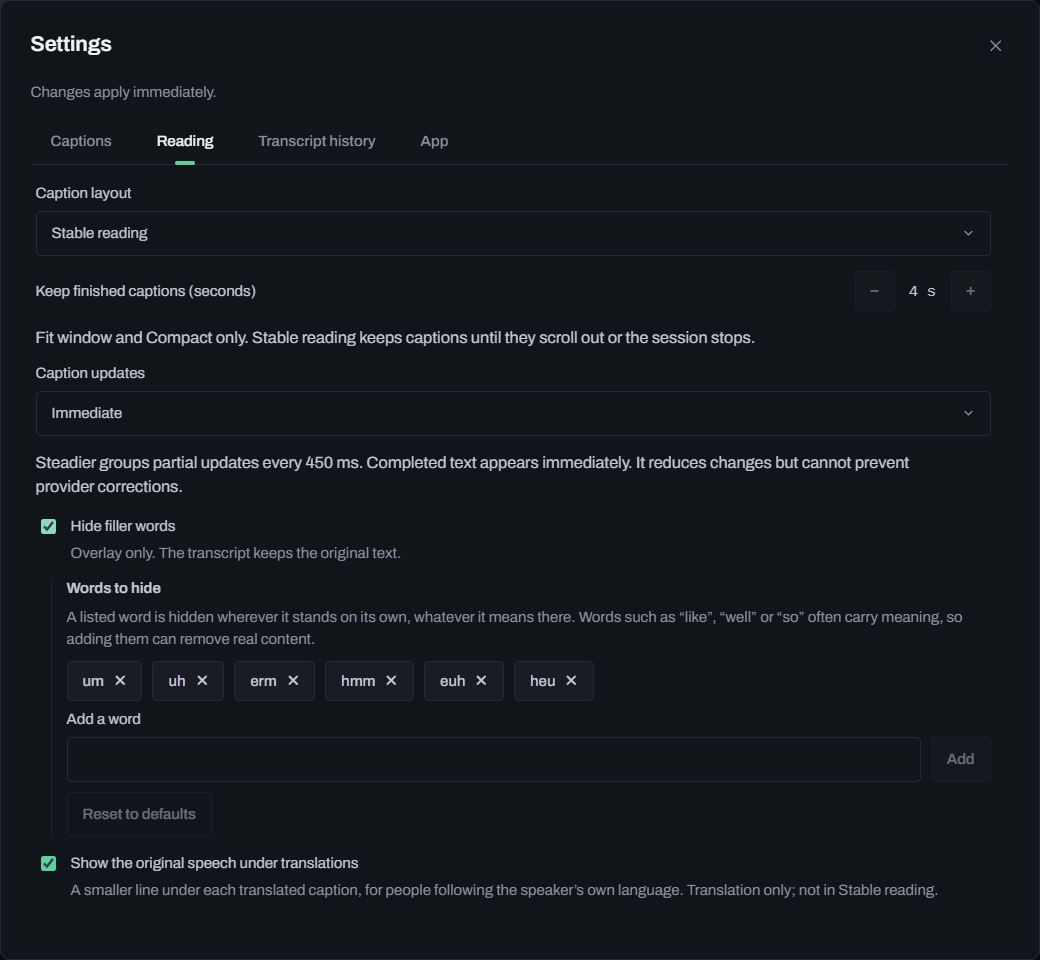 Settings
Changes apply immediately.
Captions Reading Transcript history App
Caption layout
Stable reading
Keep finished captions (seconds) − 4 s +
Fit window and Compact only. Stable reading keeps captions until they scroll out or the session stops.
Caption updates
Immediate
Steadier groups partial updates every 450 ms. Completed text appears immediately. It reduces changes but cannot prevent
provider corrections.
Hide filler words
Overlay only. The transcript keeps the original text.
Words to hide
A listed word is hidden wherever it stands on its own, whatever it means there. Words such as “like”, “well” or “so” often carry meaning, so
adding them can remove real content.
um ✕ uh ✕ erm ✕ hmm ✕ euh ✕ heu ✕
Add a word
Add
Reset to defaults
Show the original speech under translations
A smaller line under each translated caption, for people following the speaker’s own language. Translation only; not in Stable reading.